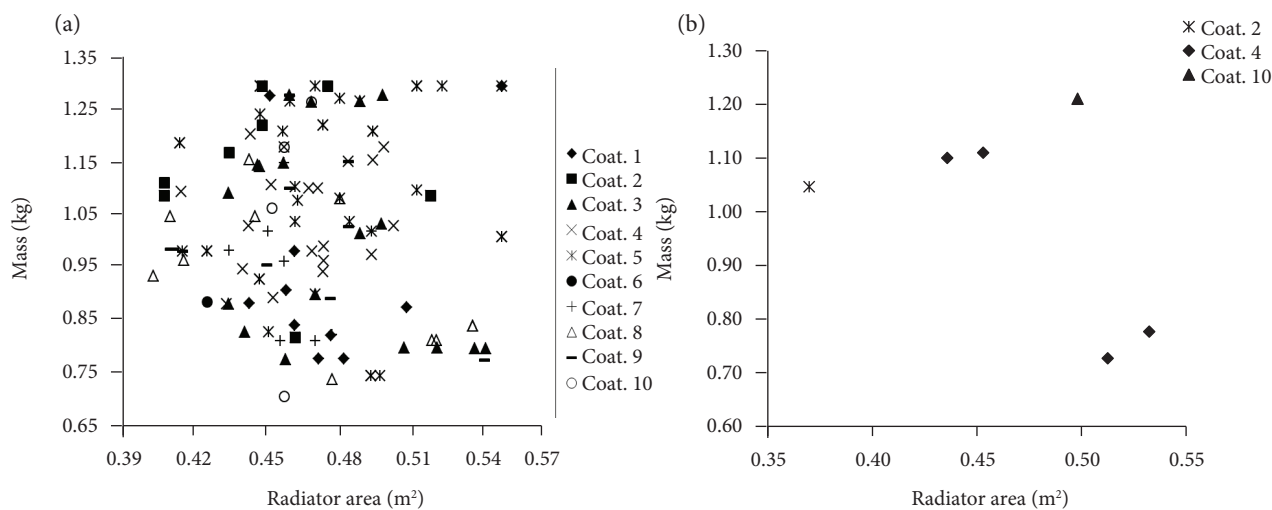 (a)
1.35
1.25
1.15
1.05
0.95
0.85
0.75
0.65
Mass (kg)
0.39
0.42
0.45
0.48
0.51
0.54
0.57
Radiator area (m²)
Coat. 1
Coat. 2
Coat. 3
Coat. 4
Coat. 5
Coat. 6
Coat. 7
Coat. 8
Coat. 9
Coat. 10
(b)
Coat. 2
Coat. 4
Coat. 10
1.30
1.20
1.10
1.00
0.90
0.80
0.70
0.60
Mass (kg)
0.35
0.40
0.45
0.50
0.55
Radiator area (m²)